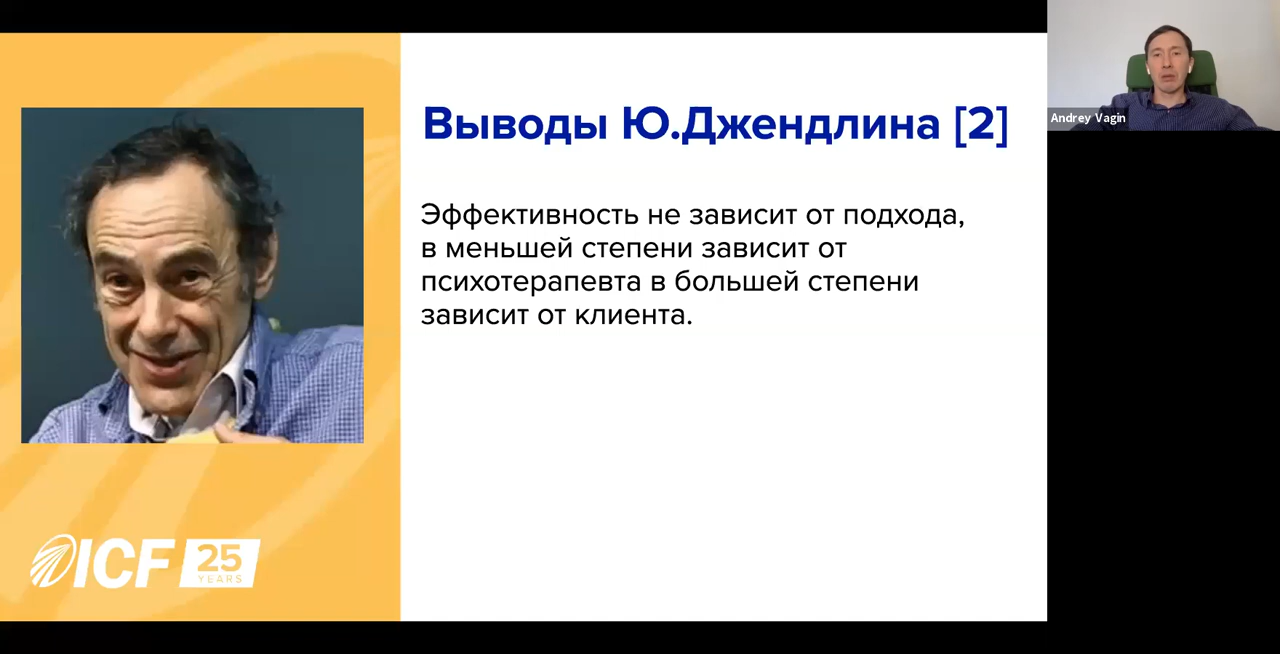 Выводы Ю.Джендлина [2]
Эффективность не зависит от подхода,
в меньшей степени зависит от
психотерапевта в большей степени
зависит от клиента.
ICF 25
YEARS
Andrey Vagin